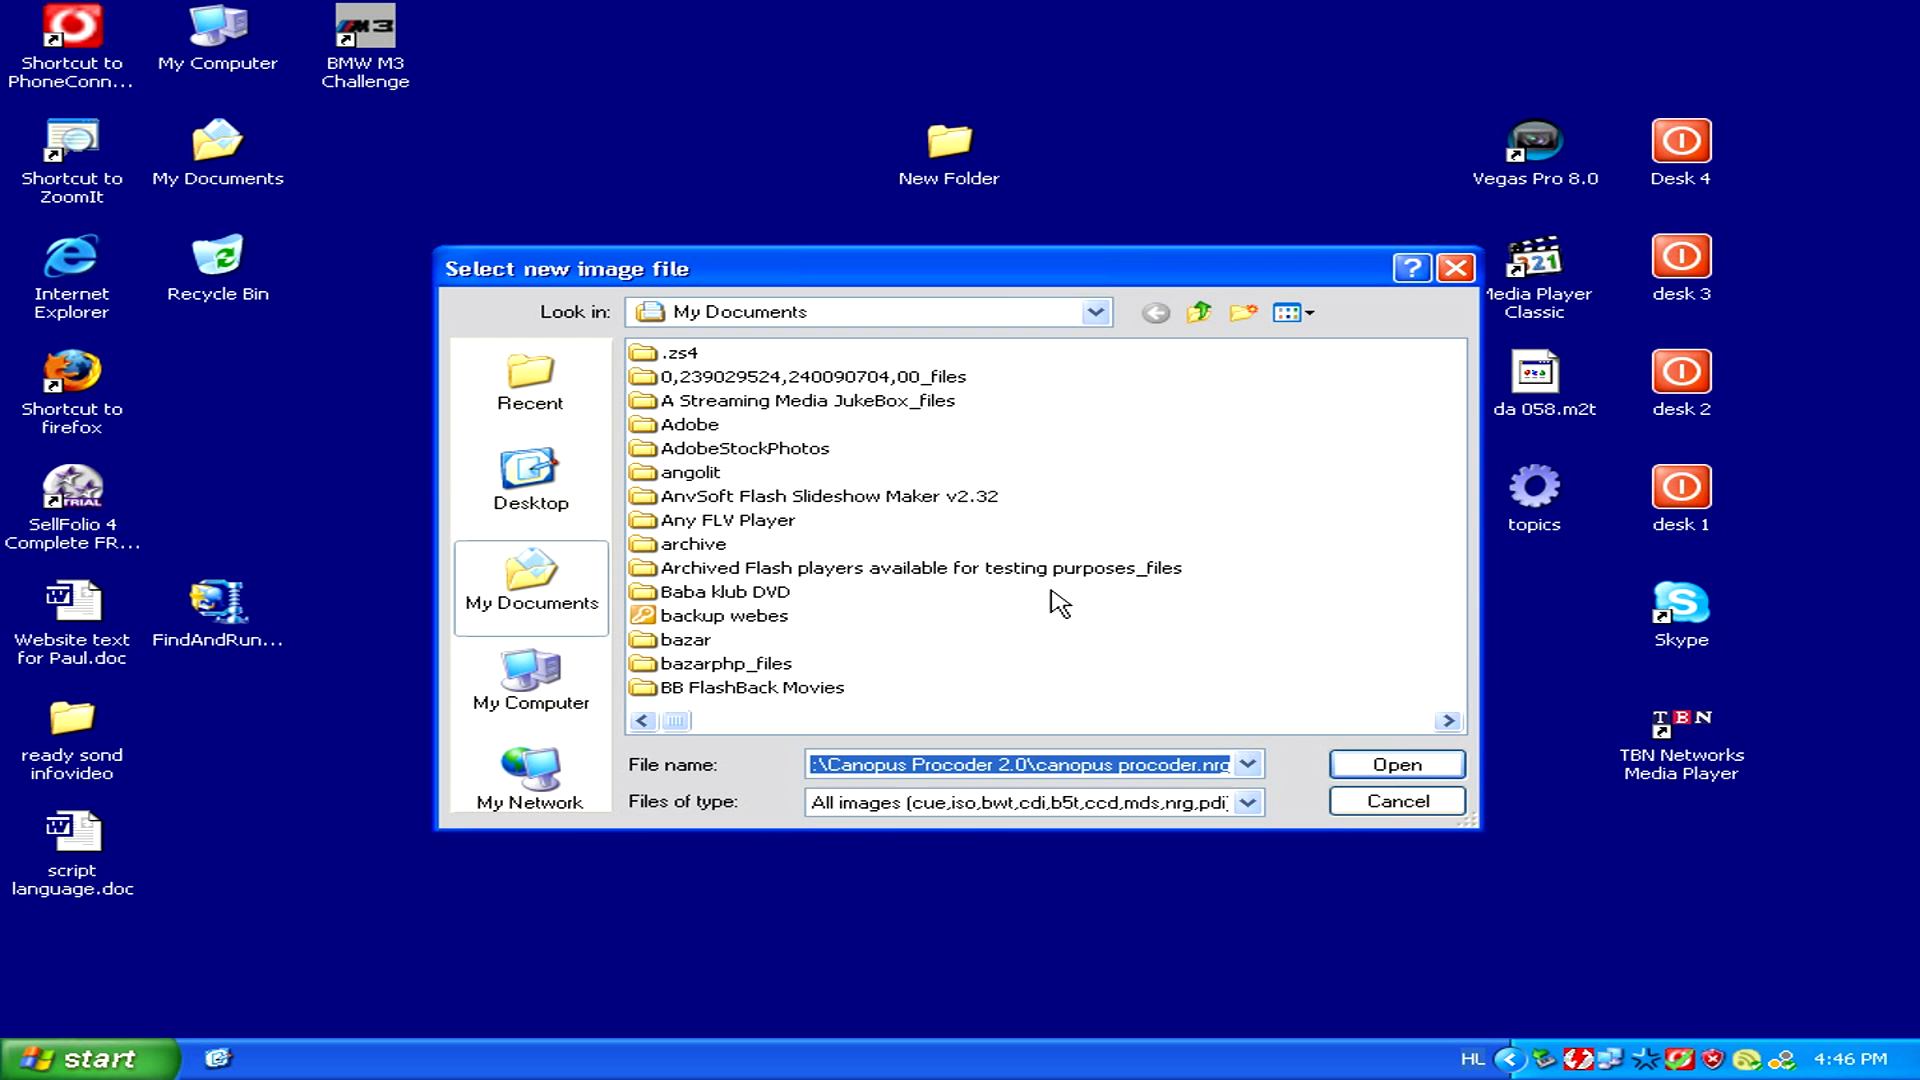 Shortcut to
PhoneConn...
My Computer
M3
BMW M3
Challenge
Shortcut to
ZoomIt
My Documents
New Folder
Vegas Pro 8.0
Desk 4
Internet
Explorer
Recycle Bin
321
Media Player
Classic
desk 3
Shortcut to
firefox
da 058.m2t
desk 2
TRIAL
SellFolio 4
Complete FR...
topics
desk 1
Website text
for Paul.doc
FindAndRun...
Skype
ready sond
infovideo
TBN
TBN Networks
Media Player
script
language.doc
Select new image file
Look in:
My Documents
Recent
Desktop
My Documents
My Computer
My Network
.zs4
0,239029524,240090704,00_files
A Streaming Media JukeBox_files
Adobe
AdobeStockPhotos
angolit
AnvSoft Flash Slideshow Maker v2.32
Any FLV Player
archive
Archived Flash players available for testing purposes_files
Baba klub DVD
backup webes
bazar
bazarphp_files
BB FlashBack Movies
File name:
:\Canopus Procoder 2.0\canopus procoder.nrg
Open
Files of type:
All images (cue,iso,bwt,cdi,b5t,ccd,mds,nrg,pdi)
Cancel
start
HL
4:46 PM